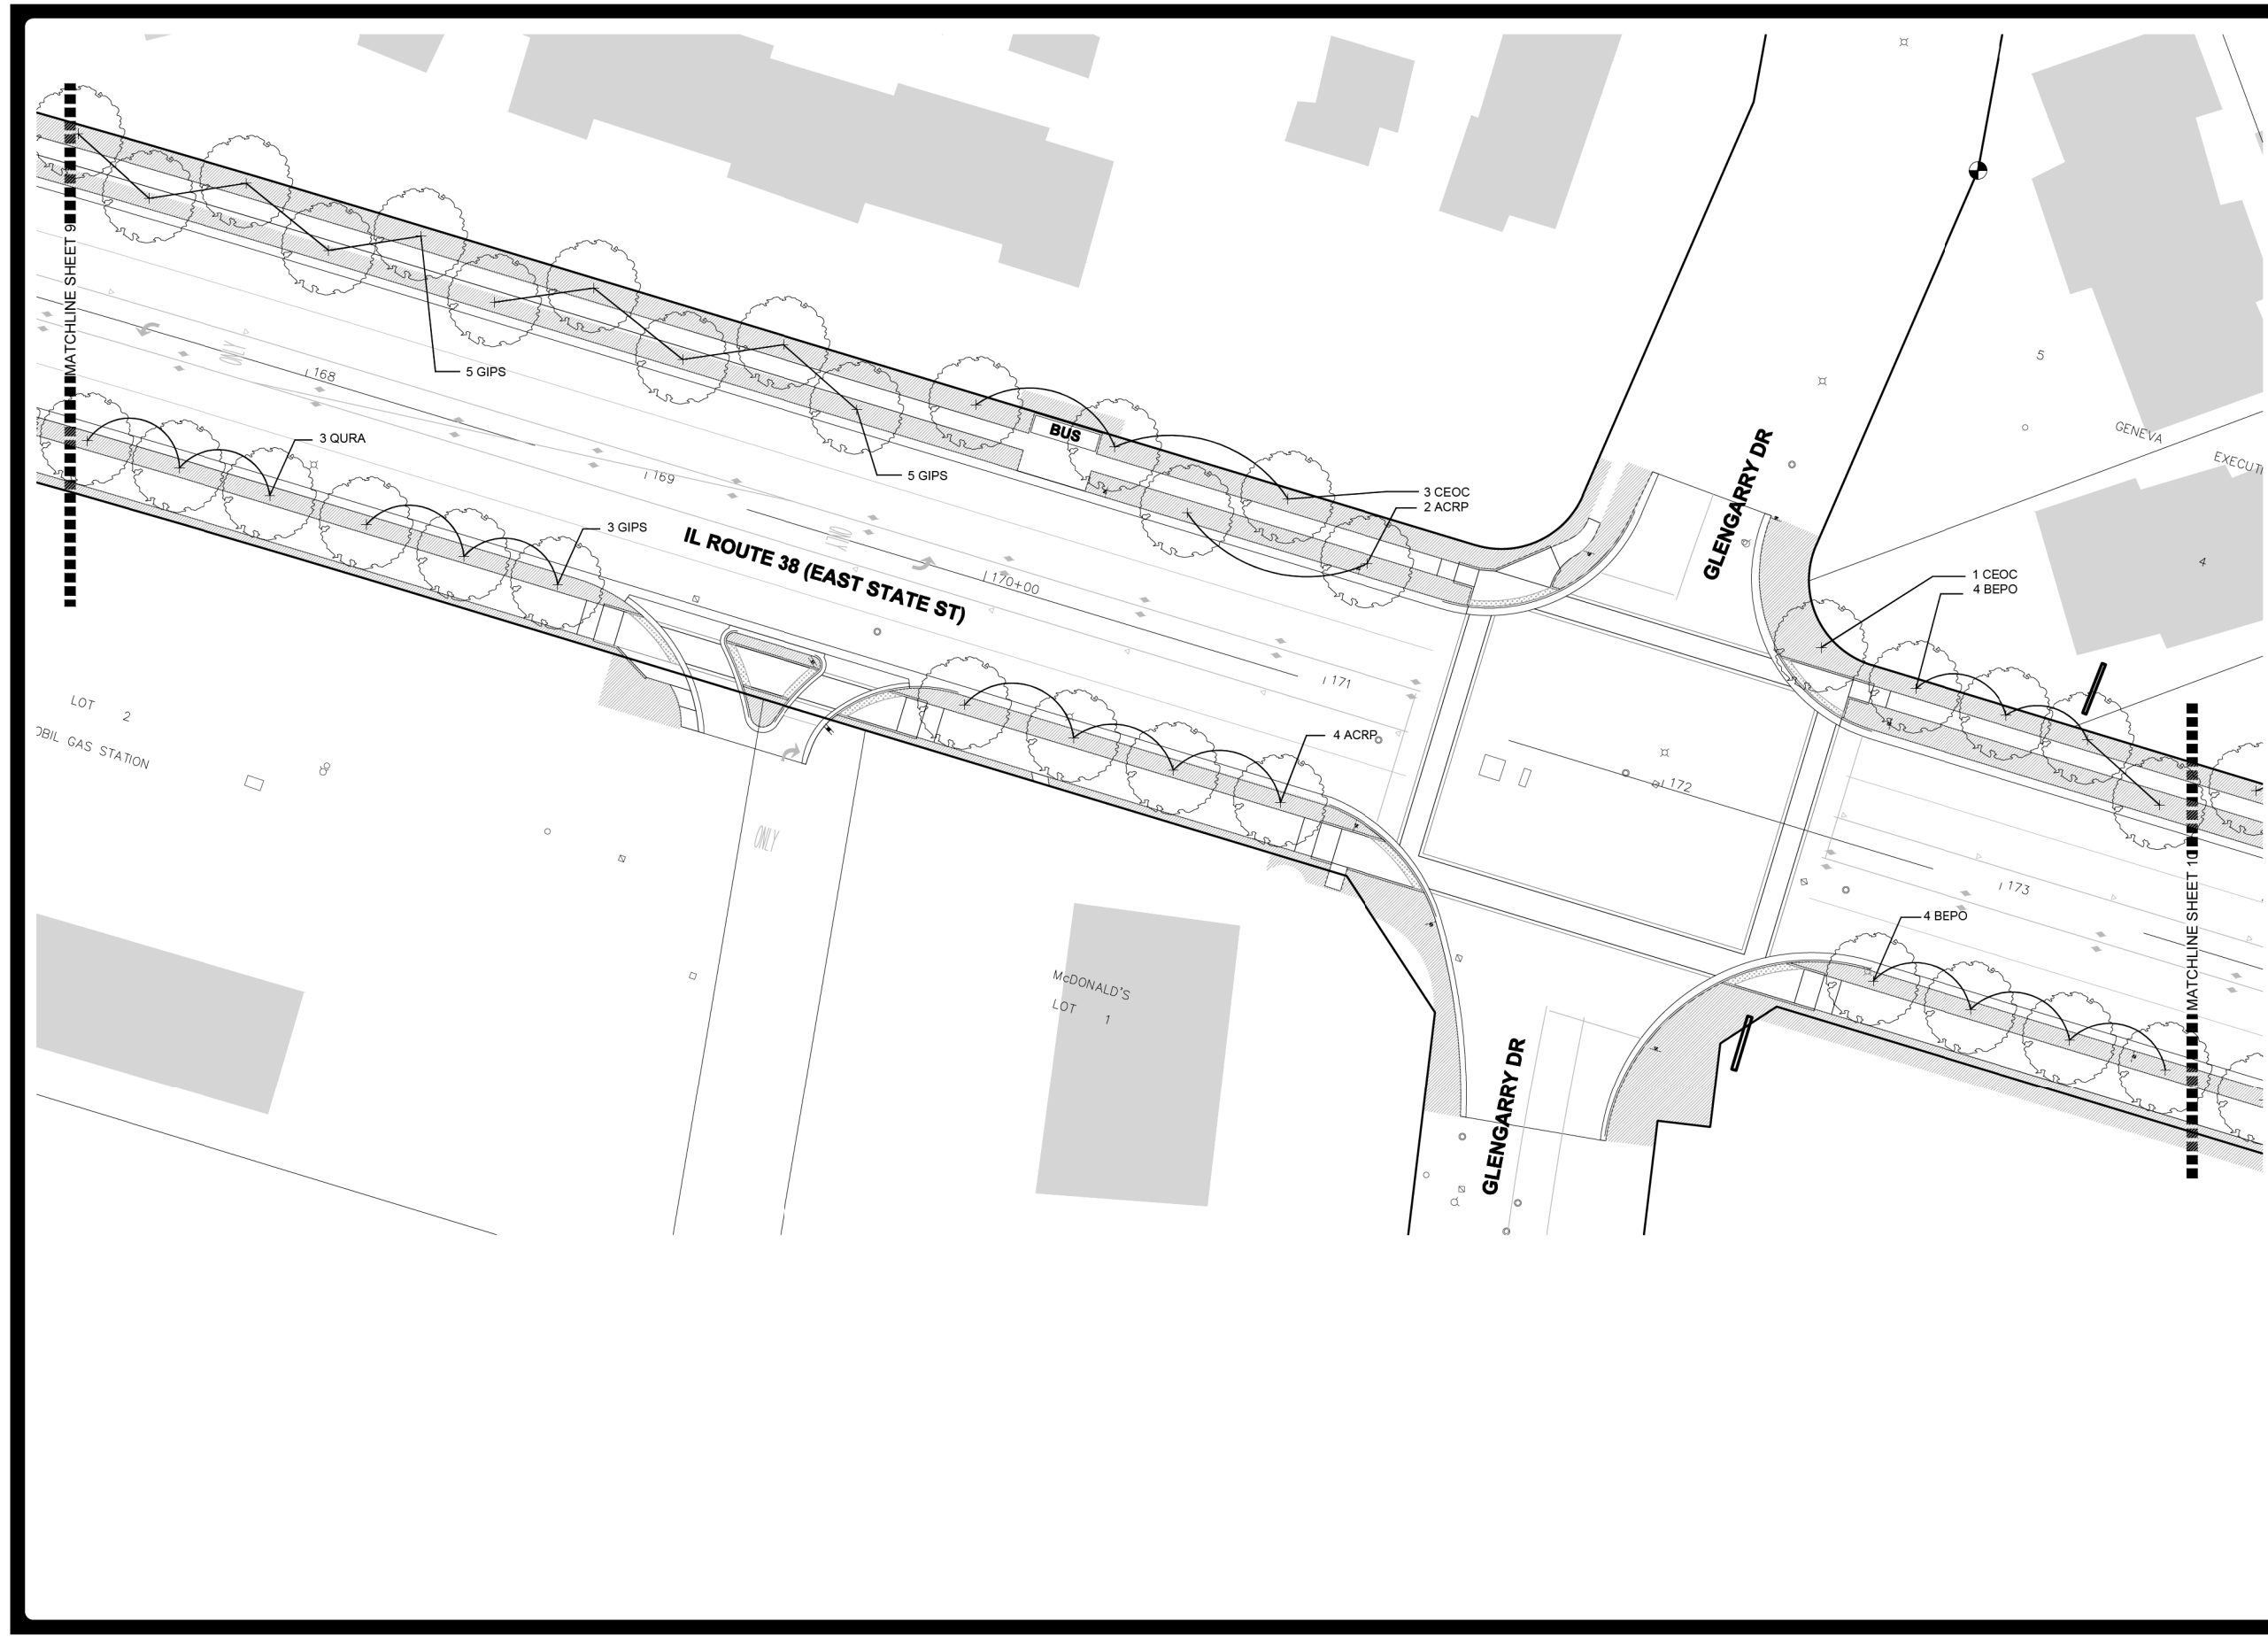 MATCHLINE SHEET 9
168
5 GIPS
3 QURA
169
ONLY
BUS
5 GIPS
3 CEOC
2 ACRP
3 GIPS
ONLY
IL ROUTE 38 (EAST STATE ST)
170+00
GLENGARRY DR
5
GENEVA
4
1 CEOC
4 BEPO
171
LOT 2
4 ACRP
ONLY
172
173
4 BEPO
MATCHLINE SHEET 10
GAS STATION
McDONALD'S
LOT 1
GLENGARRY DR